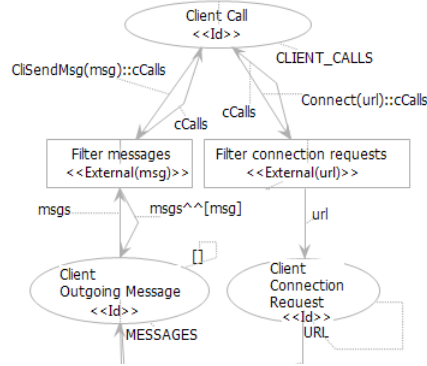 Client Call
<<Id>>
CLIENT_CALLS
CliSendMsg(msg)::cCalls
cCalls
cCalls
Connect(url)::cCalls
Filter messages
<<External(msg)>>
Filter connection requests
<<External(url)>>
msgs
msgs^^[msg]
url
[]
Client
Outgoing Message
<<Id>>
MESSAGES
Client
Connection
Request
<<Id>>
URL